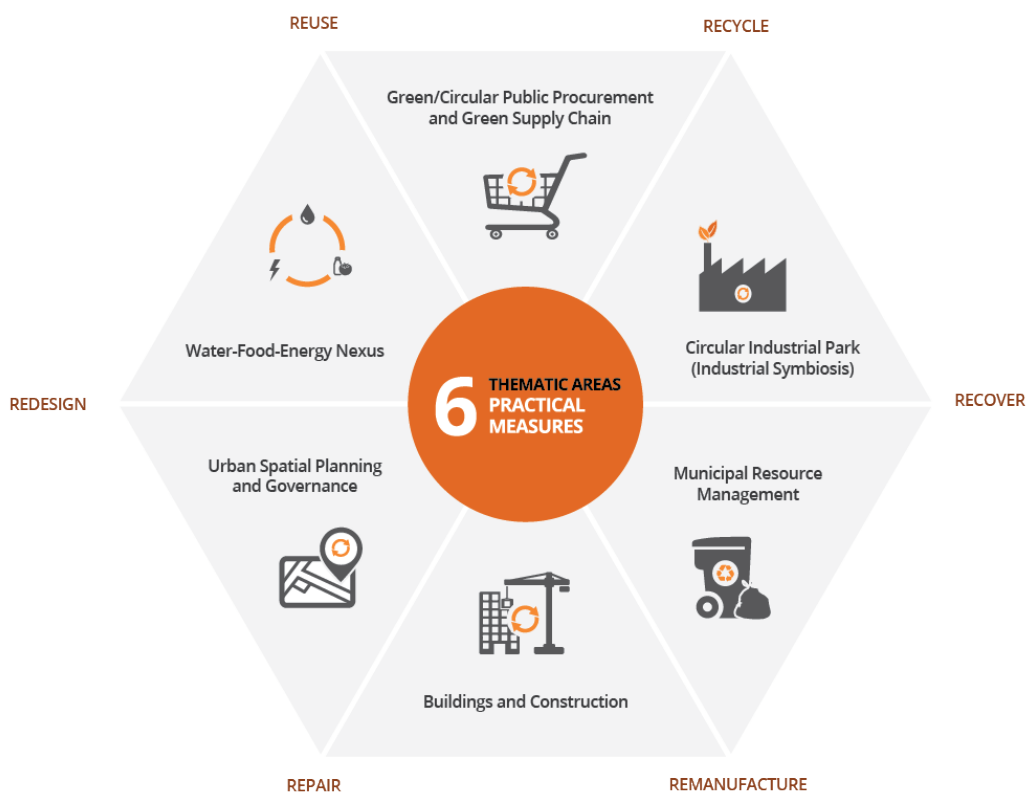 REUSE
RECYCLE
Green/Circular Public Procurement
and Green Supply Chain
Water-Food-Energy Nexus
Circular Industrial Park
(Industrial Symbiosis)
6
THEMATIC AREAS
PRACTICAL
MEASURES
REDESIGN
RECOVER
Urban Spatial Planning
and Governance
Municipal Resource
Management
Buildings and Construction
REPAIR
REMANUFACTURE